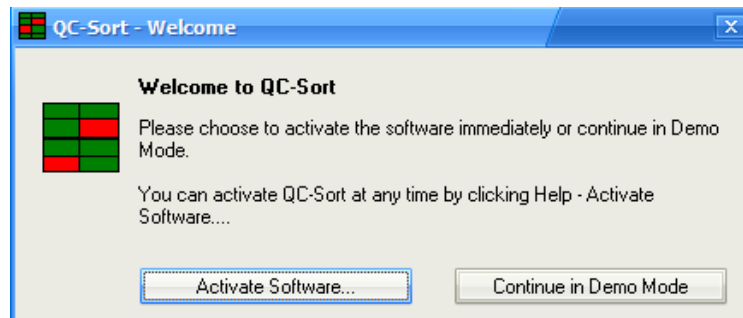 QC-Sort - Welcome
Welcome to QC-Sort
Please choose to activate the software immediately or continue in Demo
Mode.
You can activate QC-Sort at any time by clicking Help - Activate
Software....
Activate Software... Continue in Demo Mode